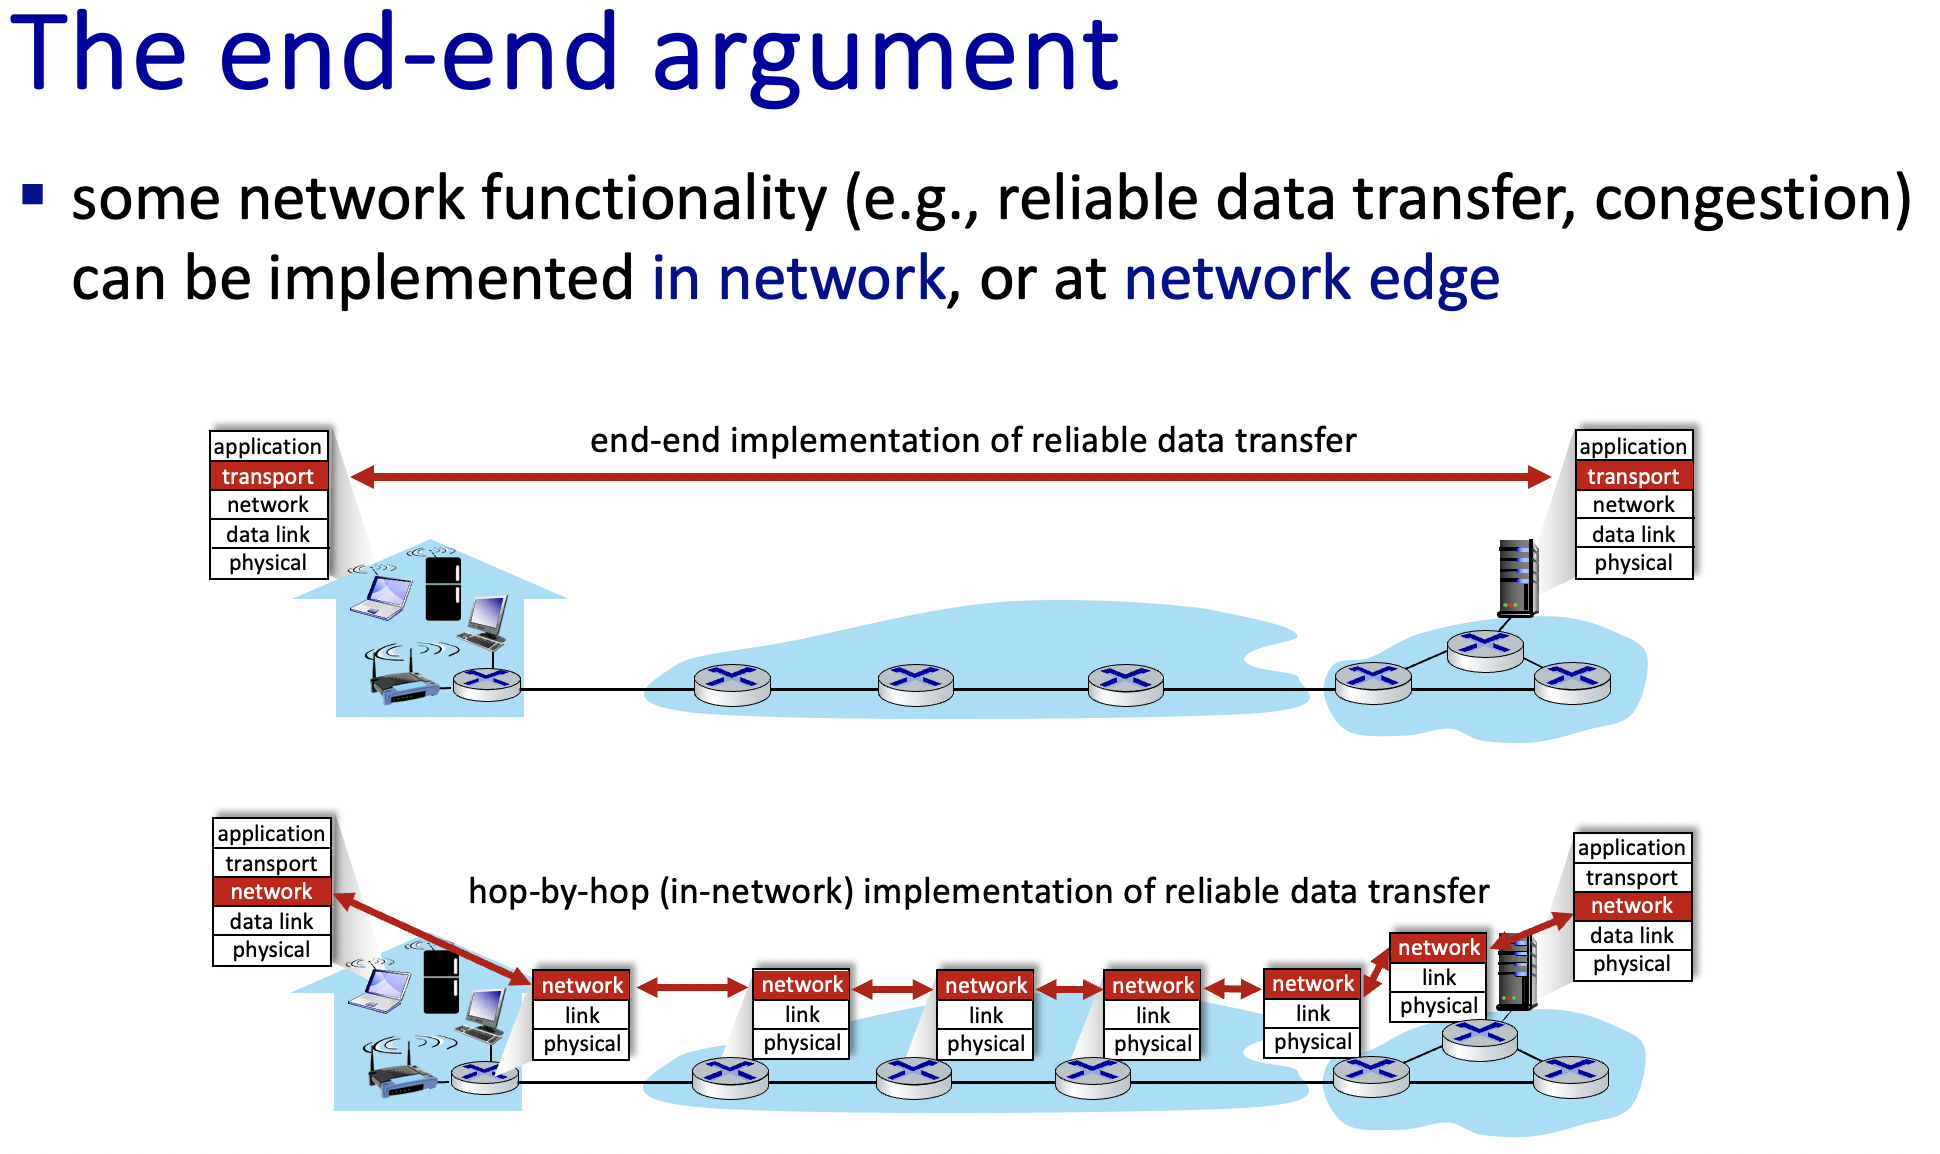 The end-end argument
▪ some network functionality (e.g., reliable data transfer, congestion)
can be implemented in network, or at network edge
end-end implementation of reliable data transfer
application
transport
network
data link
physical
application
transport
network
data link
physical
hop-by-hop (in-network) implementation of reliable data transfer
application
transport
network
data link
physical
network
link
physical
network
link
physical
network
link
physical
network
link
physical
network
link
physical
network
link
physical
application
transport
network
data link
physical